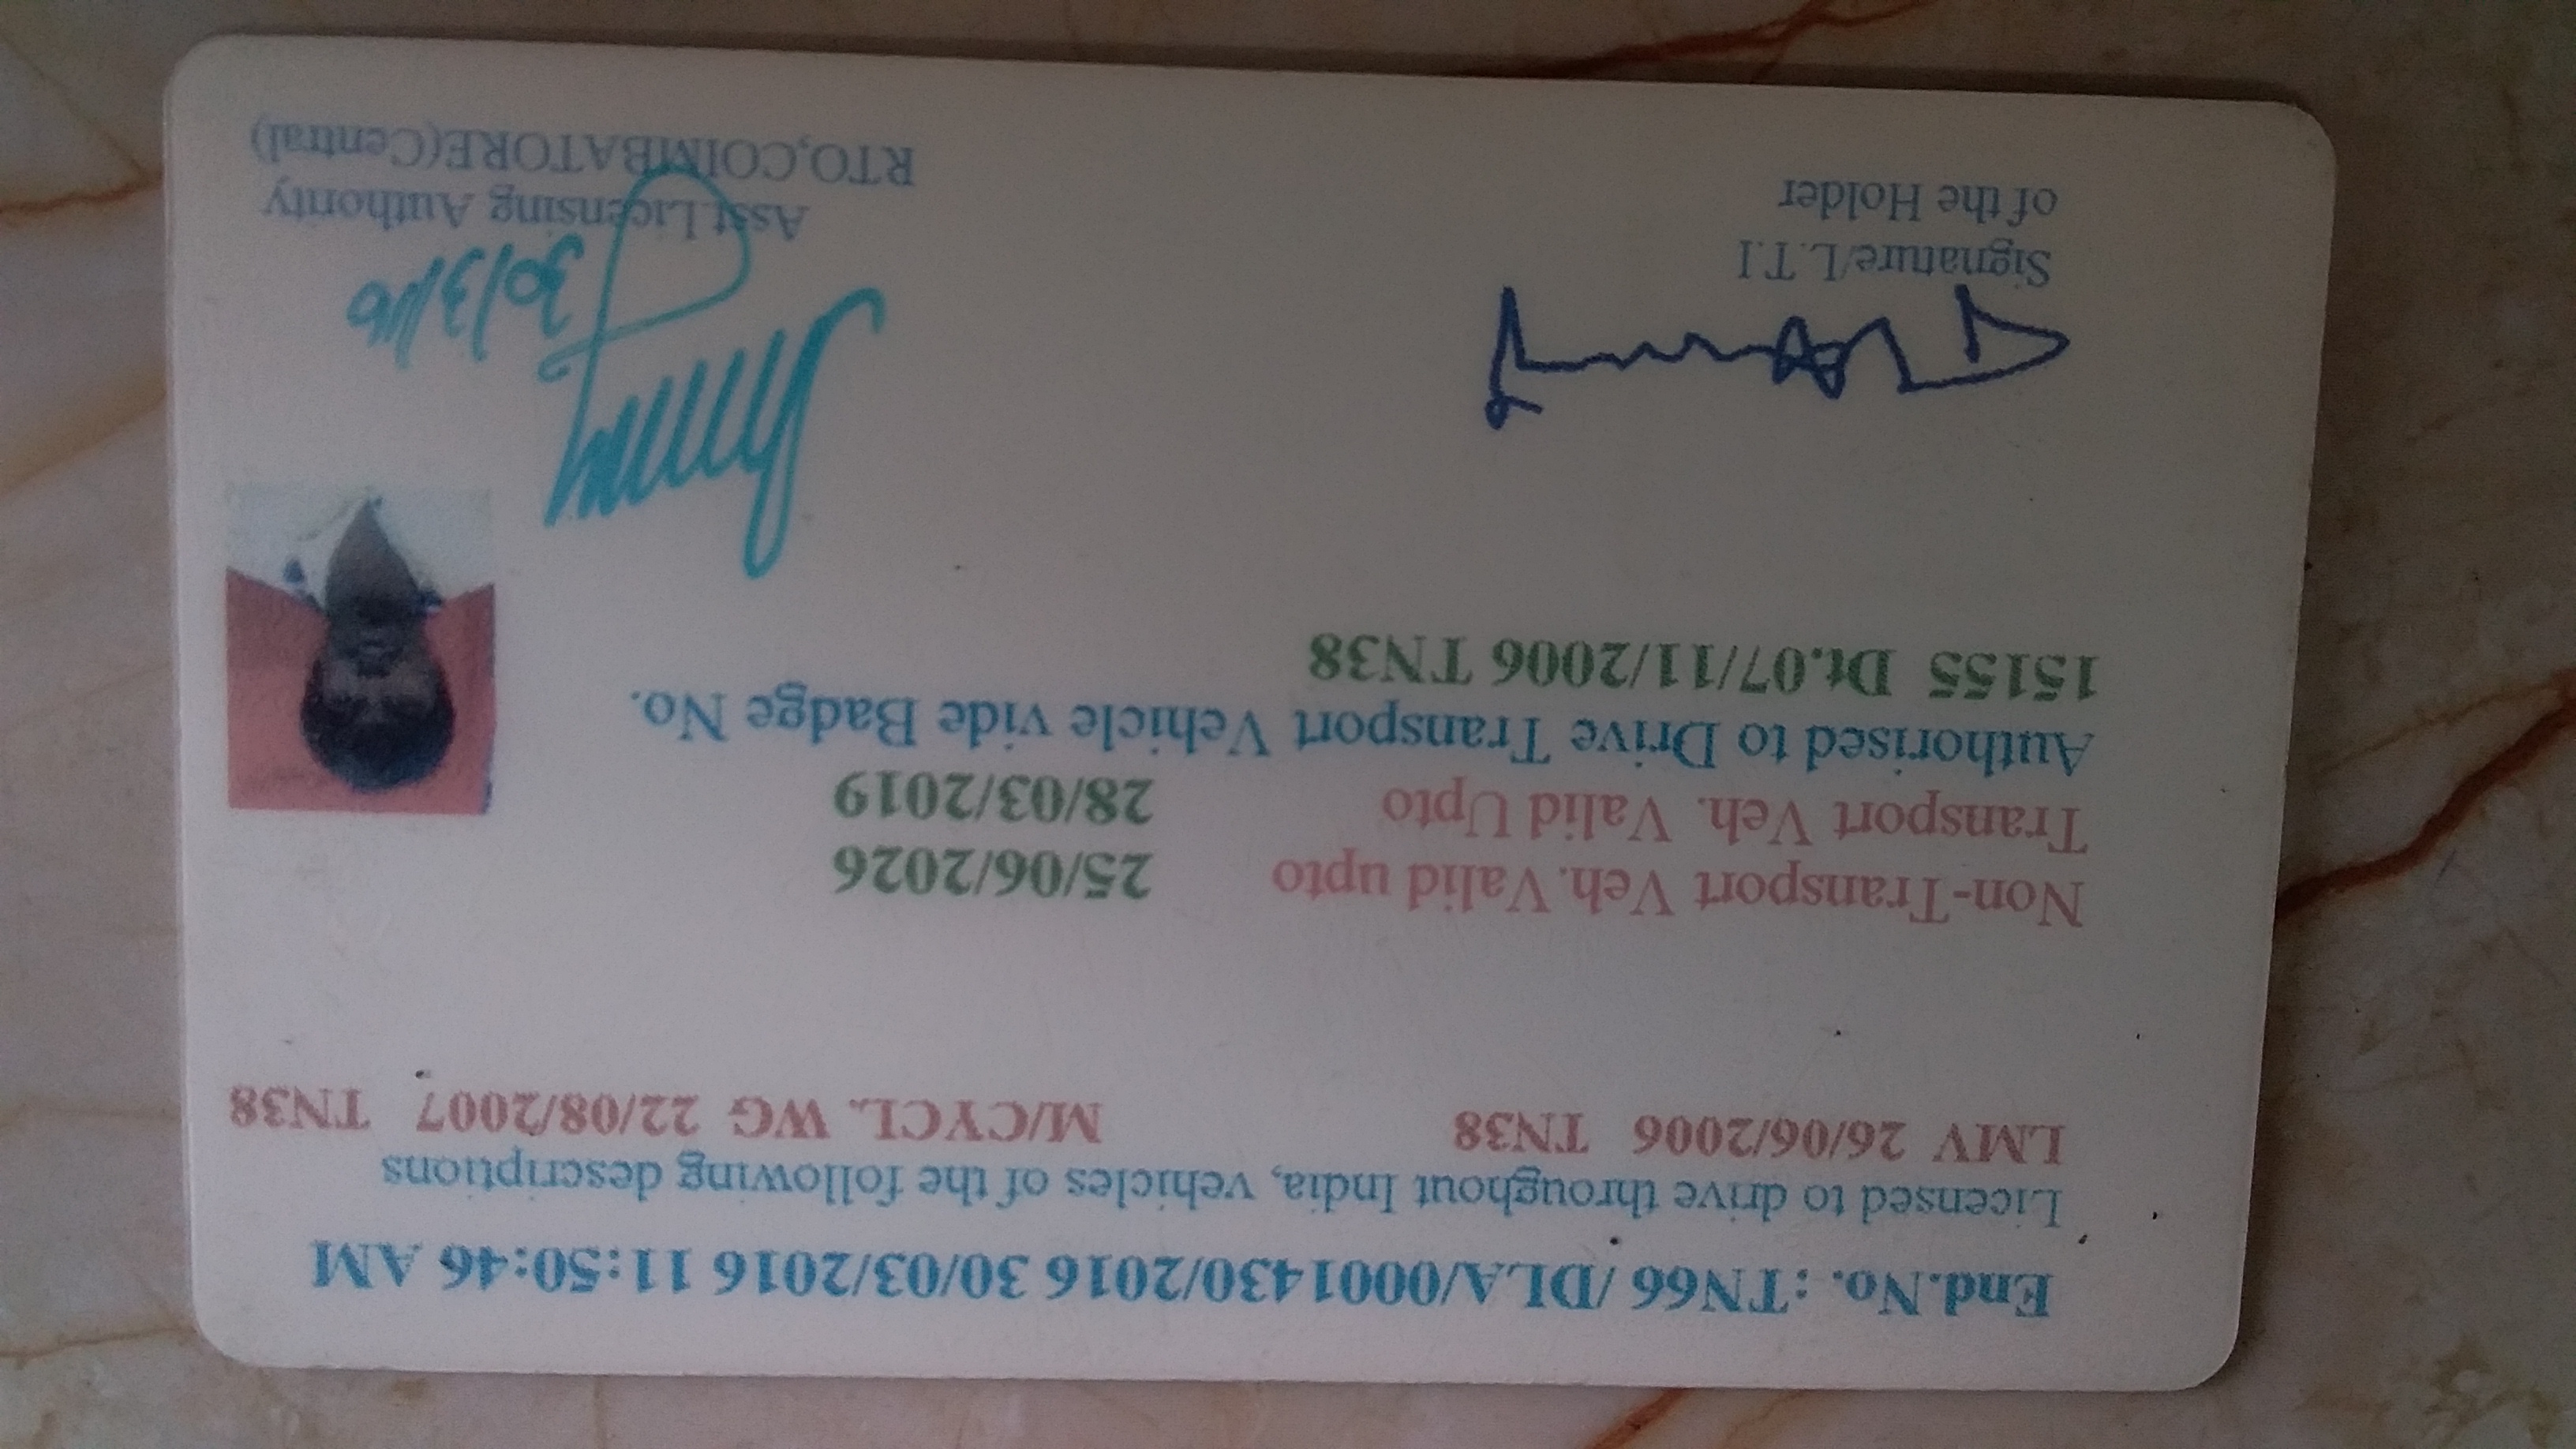 End.No. : TN66 /DLA/0001430/2016 30/03/2016 11:50:46 AM
Licensed to drive throughout India, vehicles of the following descriptions
LMV 26/06/2006 TN38 M/CYCL. WG 22/08/2007 TN38
Non-Transport Veh. Valid upto 25/06/2026
Transport Veh. Valid Upto 28/03/2019
Authorised to Drive Transport Vehicle vide Badge No.
15155 Dt.07/11/2006 TN38
30/3/16
Signature/L.T.I
of the Holder
Asst Licensing Authority
RTO,COIMBATORE(Central)